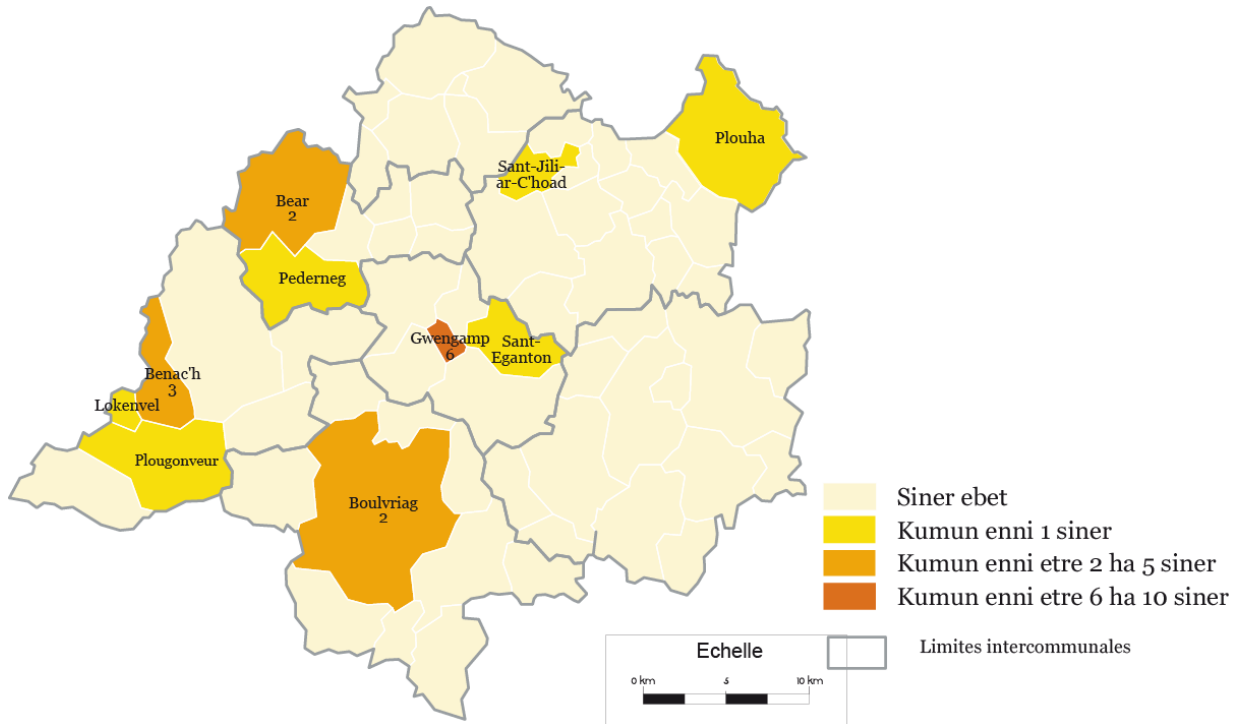 Plouha
Sant-Jili-
ar-C'hoad
Bear
2
Pederneg
Gwengamp
6
Sant-
Eganton
Benac'h
3
Lokenvel
Plougonveur
Boulvriag
2
Siner ebet
Kumun enni 1 siner
Kumun enni etre 2 ha 5 siner
Kumun enni etre 6 ha 10 siner
Limites intercommunales
Echelle
0 km 5 10 km